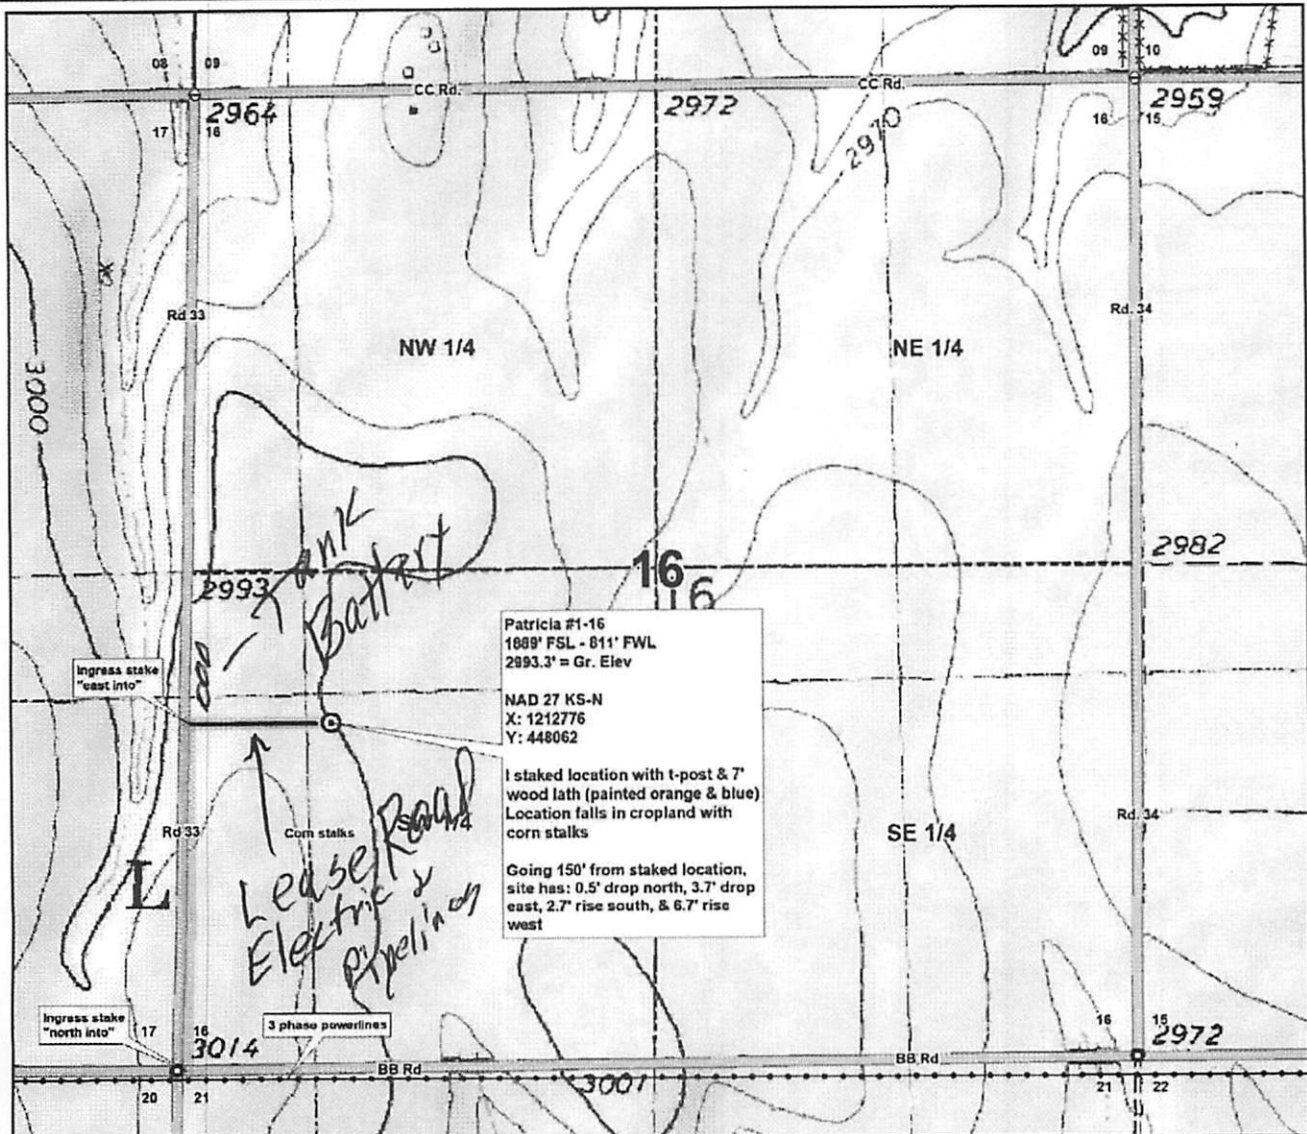 08 09
09 10
CC Rd.
CC Rd.
2964
2972
2970
2959
17 16
16 15
Rd 33
Rd. 34
3000
NW 1/4
NE 1/4
2993
Tank
Battery
16
16
2982
Ingress stake
"east into"
Patricia #1-16
1889' FSL - 811' FWL
2993.3' = Gr. Elev
NAD 27 KS-N
X: 1212776
Y: 448062
I staked location with t-post & 7'
wood lath (painted orange & blue)
Location falls in cropland with
corn stalks
Going 150' from staked location,
site has: 0.5' drop north, 3.7' drop
east, 2.7' rise south, & 6.7' rise
west
Rd 33
Corn stalks
1/4
SE 1/4
Rd. 34
L
Lease Road
Electric &
Pipelines
Ingress stake
"north into"
17 16
3 phase powerlines
16 15
3014
2972
BB Rd
BB Rd
3001
20 21
21 22